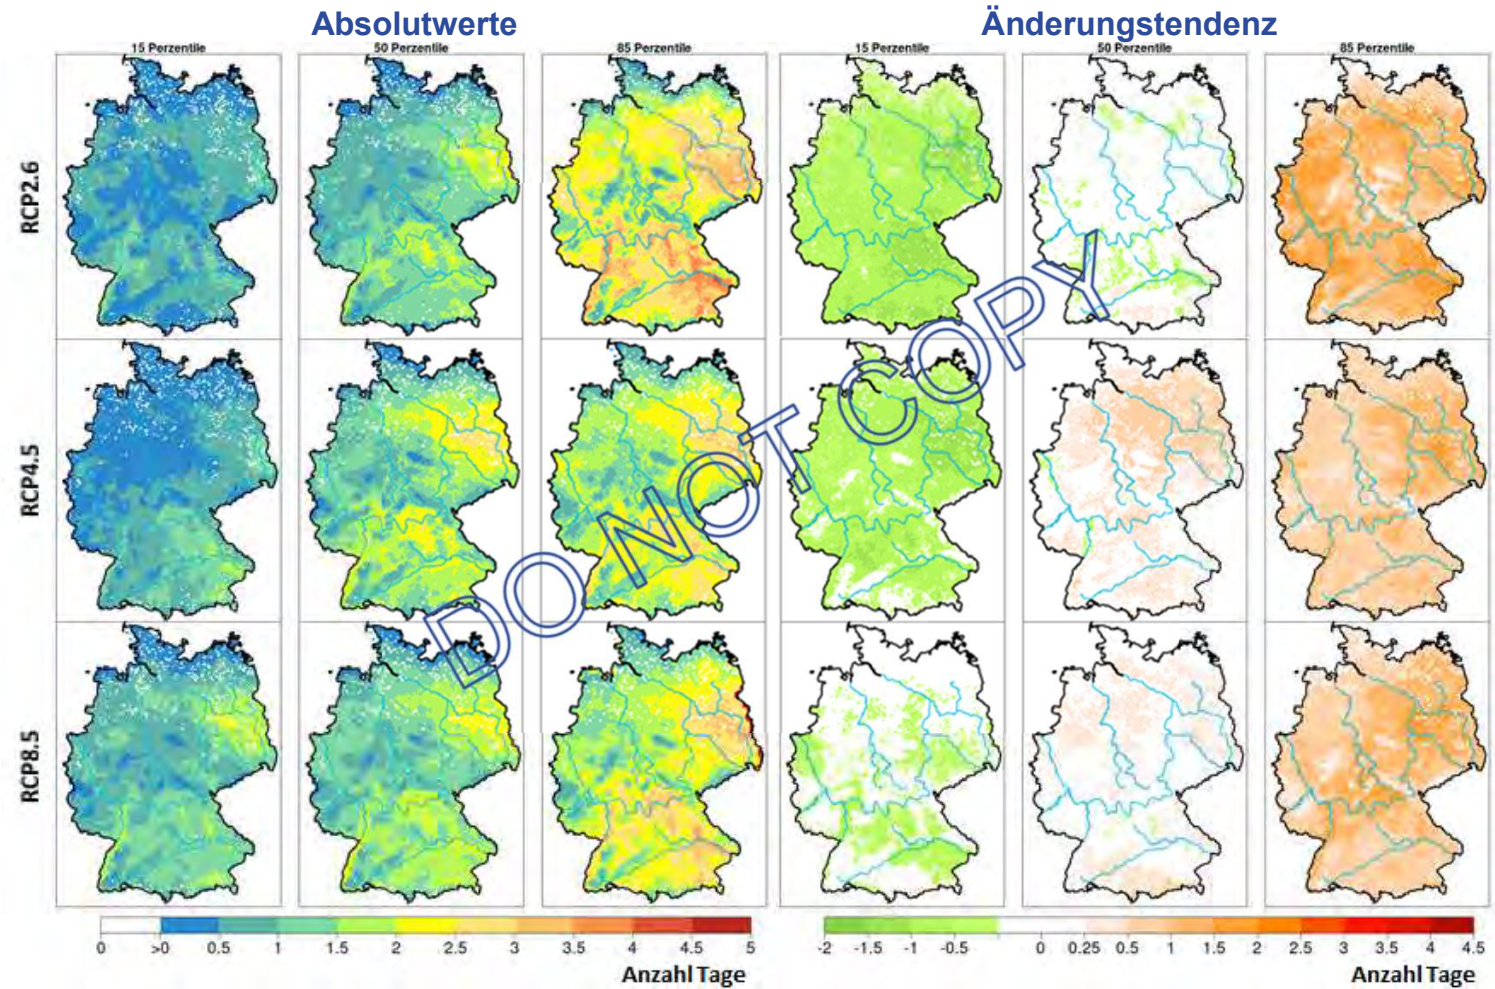 Absolutwerte Änderungstendenz
15 Perzentile 50 Perzentile 85 Perzentile 15 Perzentile 50 Perzentile 85 Perzentile
RCP2.6
RCP4.5
RCP8.5
DO NOT COPY
0 >0 0.5 1 1.5 2 2.5 3 3.5 4 4.5 5 -2 -1.5 -1 -0.5 0 0.25 0.5 1 1.5 2 2.5 3 3.5 4 4.5
Anzahl Tage Anzahl Tage